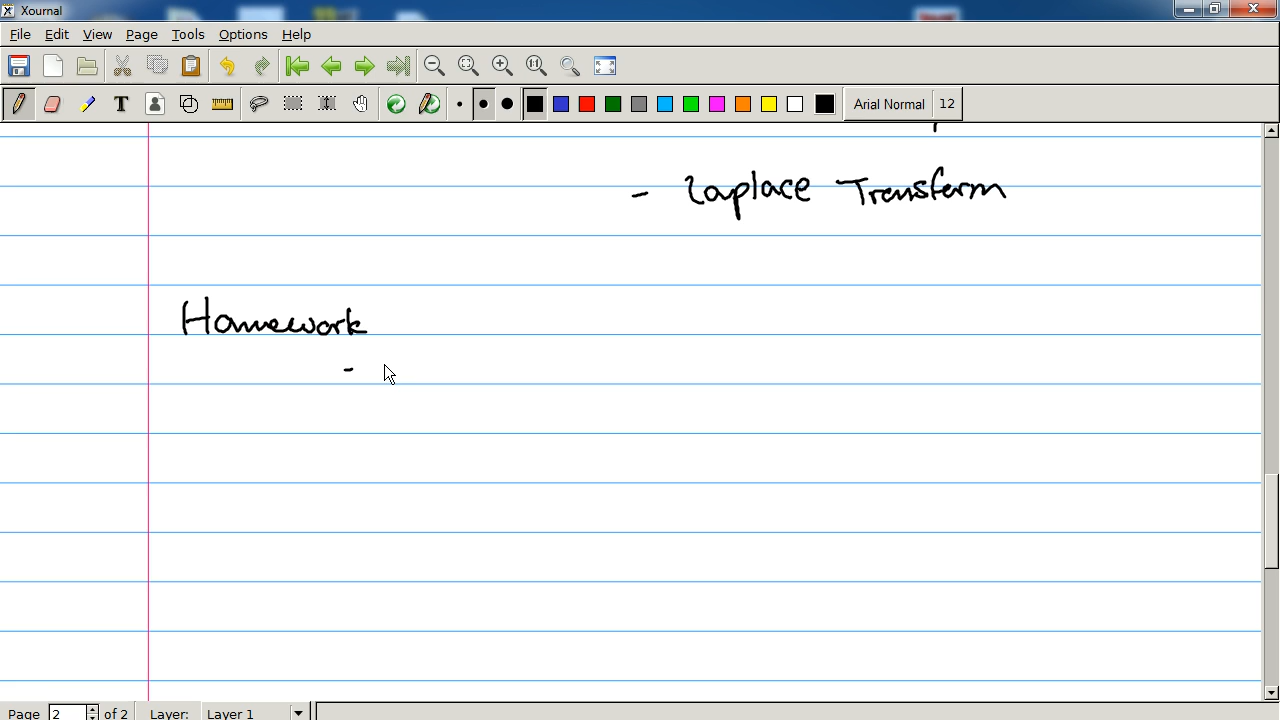 Xournal
File Edit View Page Tools Options Help
T Arial Normal 12
- Laplace Transform
Homework
-
Page 2 of 2 Layer: Layer 1